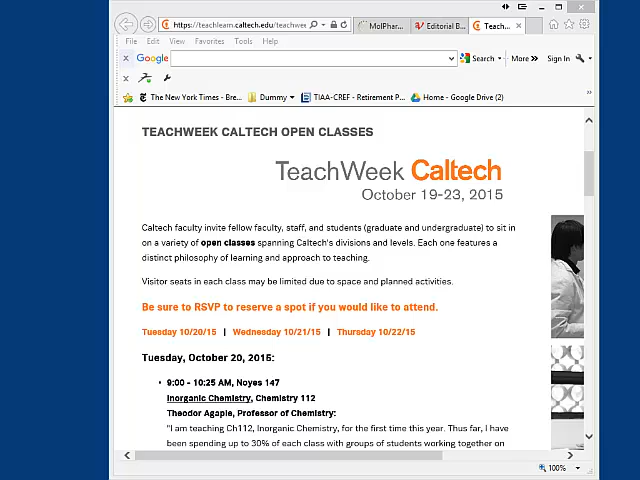 https://teachlearn.caltech.edu/teachwee
MolPhar...
Editorial B...
Teach...
File Edit View Favorites Tools Help
x Google Search More » Sign In
x
The New York Times - Bre... Dummy TIAA-CREF - Retirement P... Home - Google Drive (2) »
TEACHWEEK CALTECH OPEN CLASSES
TeachWeek Caltech
October 19-23, 2015
Caltech faculty invite fellow faculty, staff, and students (graduate and undergraduate) to sit in
on a variety of open classes spanning Caltech's divisions and levels. Each one features a
distinct philosophy of learning and approach to teaching.
Visitor seats in each class may be limited due to space and planned activities.
Be sure to RSVP to reserve a spot if you would like to attend.
Tuesday 10/20/15 | Wednesday 10/21/15 | Thursday 10/22/15
Tuesday, October 20, 2015:
• 9:00 - 10:25 AM, Noyes 147
Inorganic Chemistry, Chemistry 112
Theodor Agapie, Professor of Chemistry:
"I am teaching Ch112, Inorganic Chemistry, for the first time this year. Thus far, I have
been spending up to 30% of each class with groups of students working together on
100%